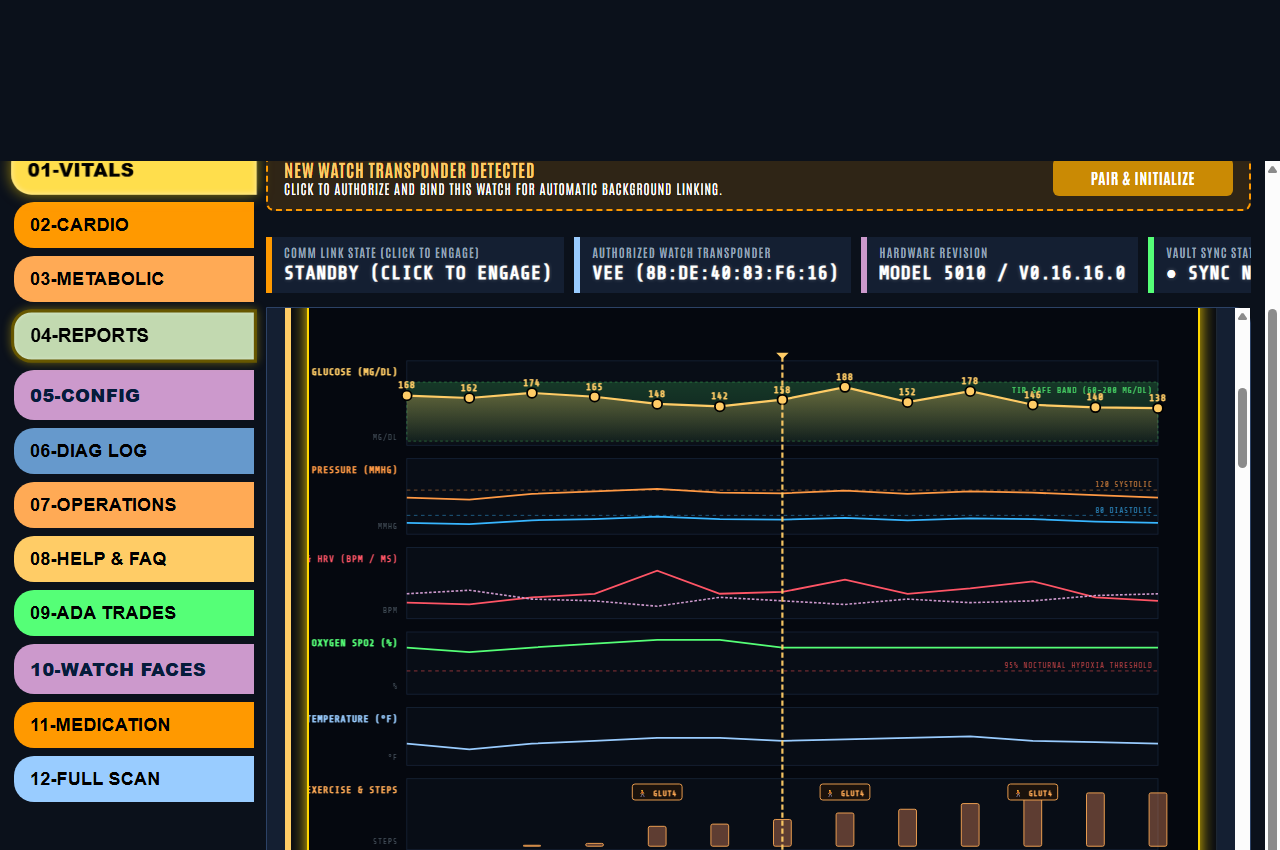 01-VITALS
02-CARDIO
03-METABOLIC
04-REPORTS
05-CONFIG
06-DIAG LOG
07-OPERATIONS
08-HELP & FAQ
09-ADA TRADES
10-WATCH FACES
11-MEDICATION
12-FULL SCAN
NEW WATCH TRANSPONDER DETECTED
CLICK TO AUTHORIZE AND BIND THIS WATCH FOR AUTOMATIC BACKGROUND LINKING.
PAIR & INITIALIZE
COMM LINK STATE (CLICK TO ENGAGE)
STANDBY (CLICK TO ENGAGE)
AUTHORIZED WATCH TRANSPONDER
VEE (8B:DE:40:83:F6:16)
HARDWARE REVISION
MODEL 5010 / V0.16.16.0
VAULT SYNC STAT
● SYNC N
GLUCOSE (MG/DL)
168 162 174 165 148 142 158 188 152 178 146 140 138
TIR SAFE BAND (60-200 MG/DL)
MG/DL
PRESSURE (MMHG)
120 SYSTOLIC
80 DIASTOLIC
MMHG
& HRV (BPM / MS)
BPM
OXYGEN SPO2 (%)
95% NOCTURNAL HYPOXIA THRESHOLD
%
TEMPERATURE (°F)
°F
EXERCISE & STEPS
GLUT4 GLUT4 GLUT4
STEPS